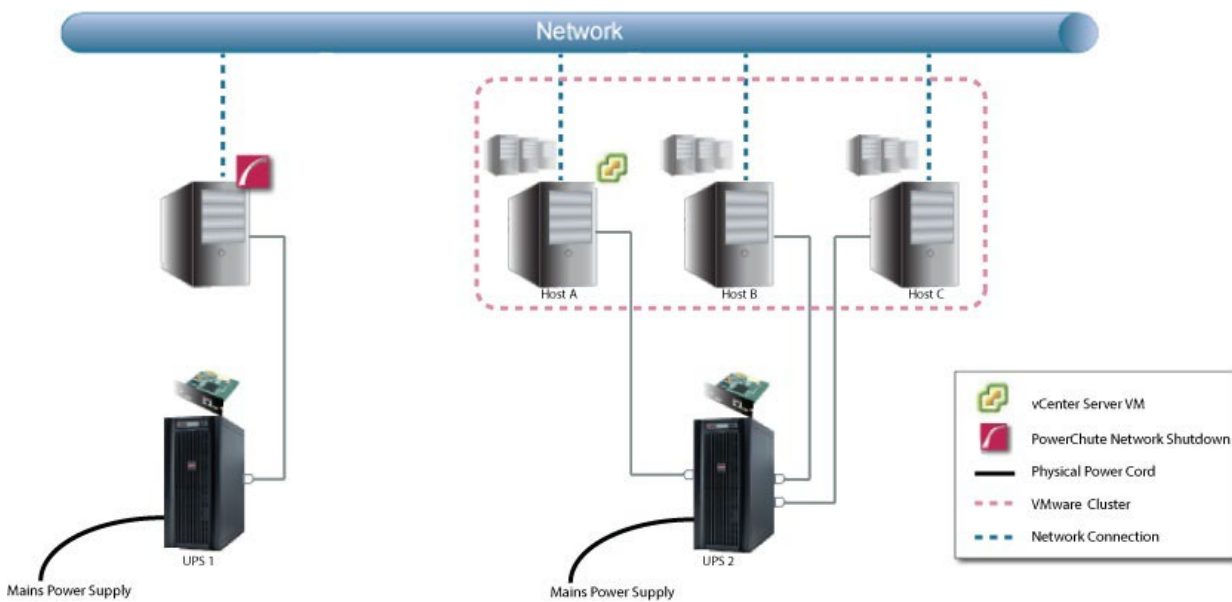 Network
Host A
Host B
Host C
UPS 1
UPS 2
Mains Power Supply
Mains Power Supply
vCenter Server VM
PowerChute Network Shutdown
Physical Power Cord
VMware Cluster
Network Connection